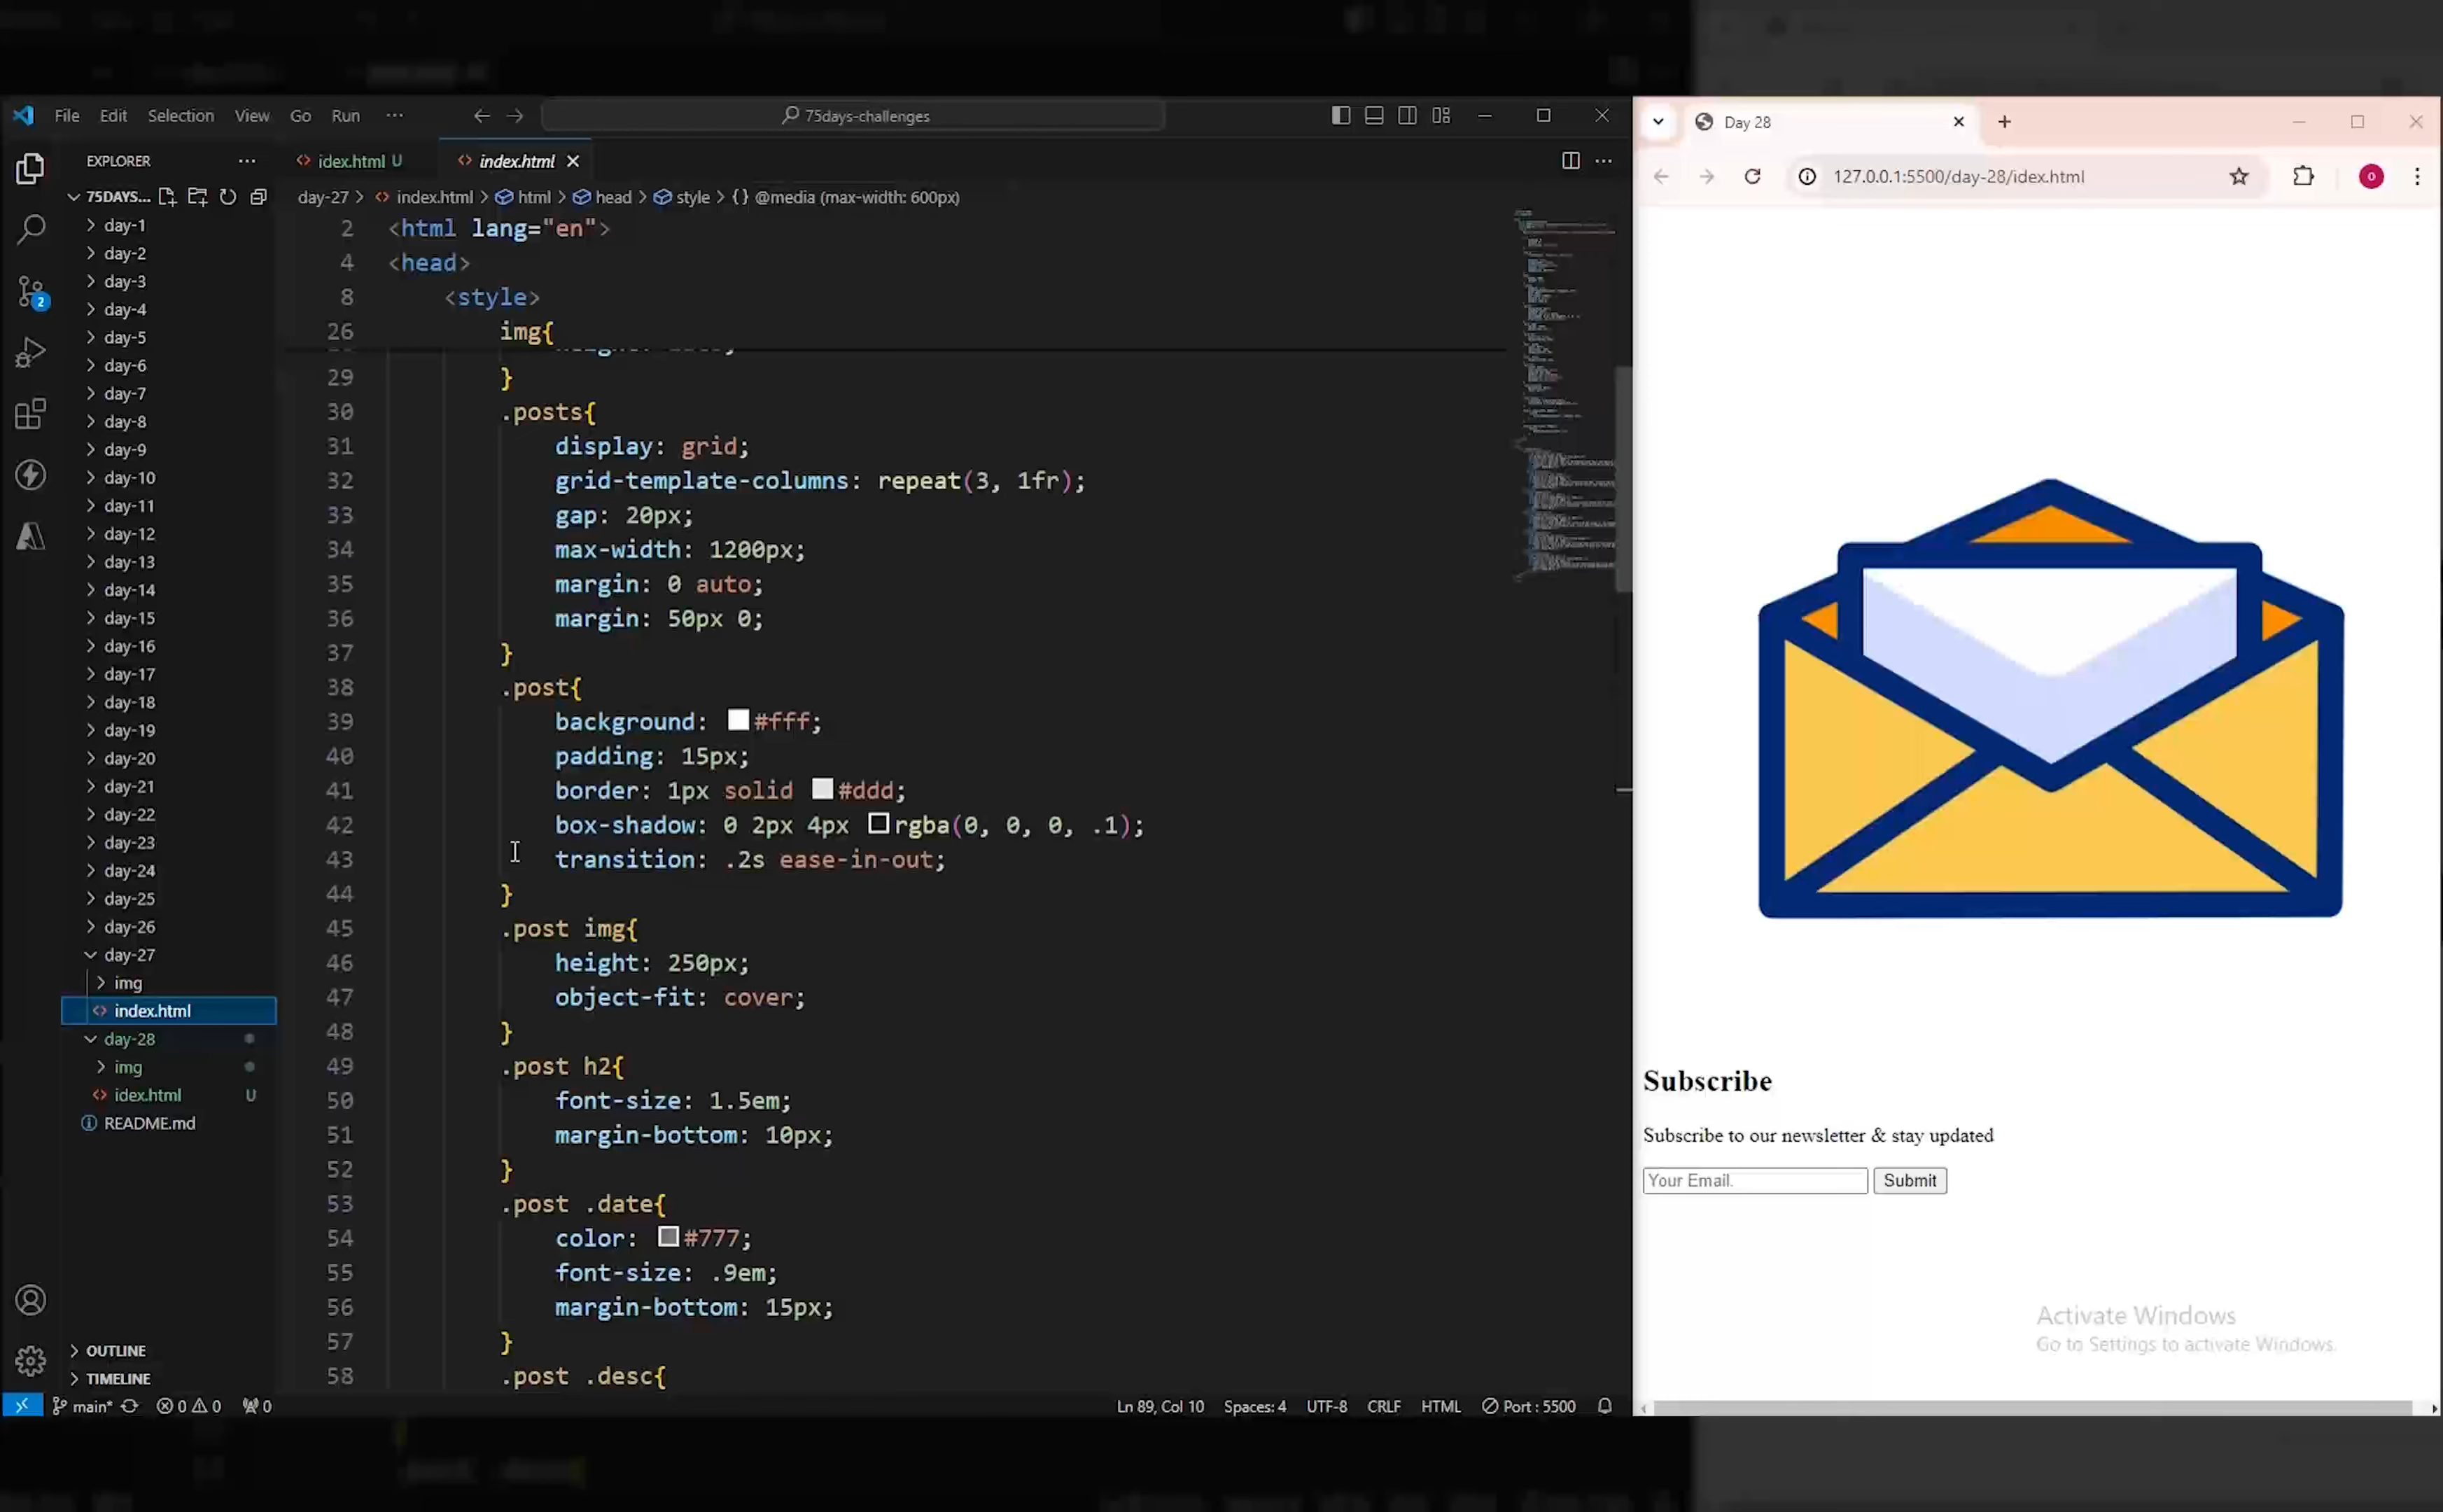 File Edit Selection View Go Run ··· 75days-challenges
EXPLORER ···
75DAYS...
day-1
day-2
day-3
day-4
day-5
day-6
day-7
day-8
day-9
day-10
day-11
day-12
day-13
day-14
day-15
day-16
day-17
day-18
day-19
day-20
day-21
day-22
day-23
day-24
day-25
day-26
day-27
img
index.html
day-28
img
idex.html U
README.md
OUTLINE
TIMELINE
2
idex.html U index.html
day-27 > index.html > html > head > style > {} @media (max-width: 600px)
2 <html lang="en">
4 <head>
8 <style>
26 img{
29 }
30 .posts{
31 display: grid;
32 grid-template-columns: repeat(3, 1fr);
33 gap: 20px;
34 max-width: 1200px;
35 margin: 0 auto;
36 margin: 50px 0;
37 }
38 .post{
39 background: #fff;
40 padding: 15px;
41 border: 1px solid #ddd;
42 box-shadow: 0 2px 4px rgba(0, 0, 0, .1);
43 transition: .2s ease-in-out;
44 }
45 .post img{
46 height: 250px;
47 object-fit: cover;
48 }
49 .post h2{
50 font-size: 1.5em;
51 margin-bottom: 10px;
52 }
53 .post .date{
54 color: #777;
55 font-size: .9em;
56 margin-bottom: 15px;
57 }
58 .post .desc{
main* 0 0 0 Ln 89, Col 10 Spaces: 4 UTF-8 CRLF HTML Port : 5500
Day 28
127.0.0.1:5500/day-28/idex.html
Subscribe
Subscribe to our newsletter & stay updated
Your Email. Submit
Activate Windows
Go to Settings to activate Windows.